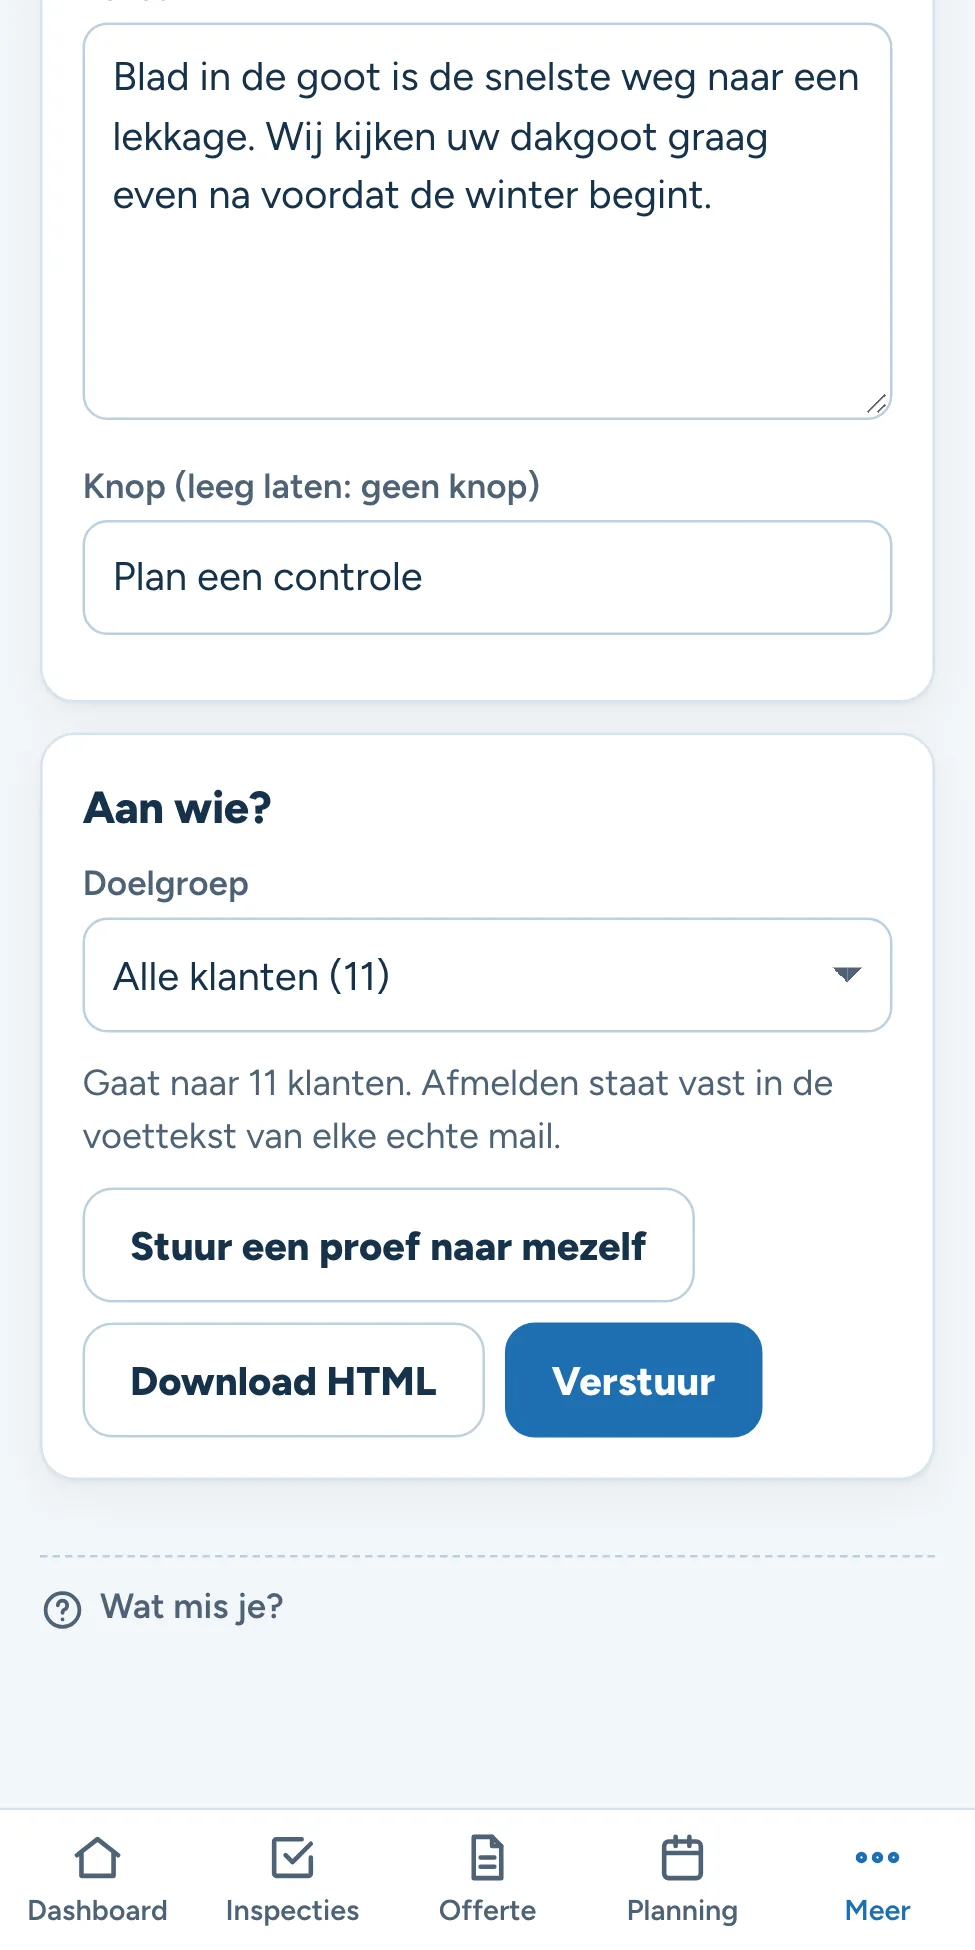 Blad in de goot is de snelste weg naar een
lekkage. Wij kijken uw dakgoot graag
even na voordat de winter begint.
Knop (leeg laten: geen knop)
Plan een controle
Aan wie?
Doelgroep
Alle klanten (11)
Gaat naar 11 klanten. Afmelden staat vast in de
voettekst van elke echte mail.
Stuur een proef naar mezelf
Download HTML
Verstuur
Wat mis je?
Dashboard
Inspecties
Offerte
Planning
Meer